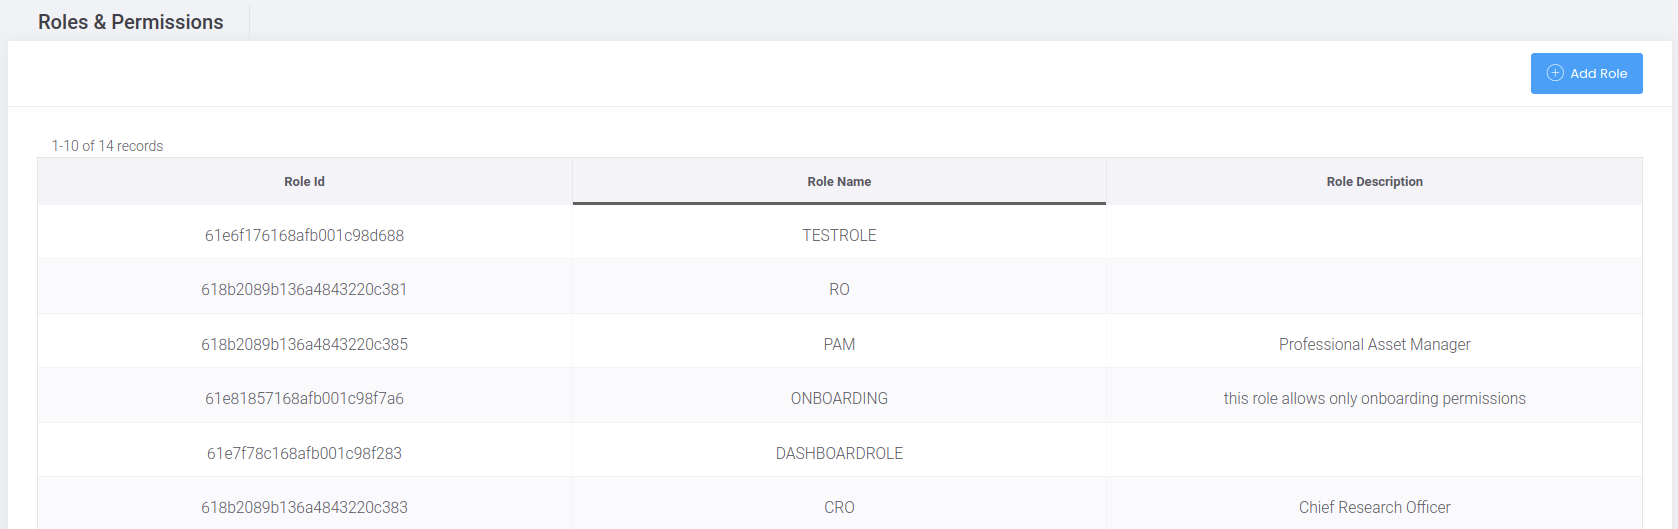 Roles & Permissions
Add Role
1-10 of 14 records
Role Id Role Name Role Description
61e6f176168afb001c98d688 TESTROLE
618b2089b136a4843220c381 RO
618b2089b136a4843220c385 PAM Professional Asset Manager
61e81857168afb001c98f7a6 ONBOARDING this role allows only onboarding permissions
61e7f78c168afb001c98f283 DASHBOARDROLE
618b2089b136a4843220c383 CRO Chief Research Officer